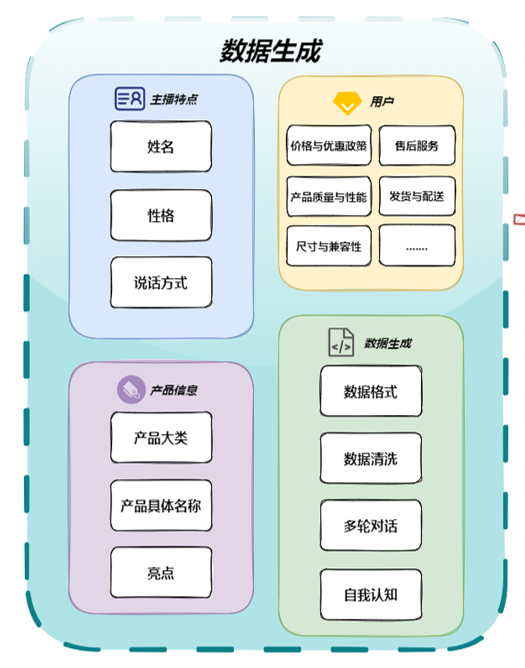 数据生成
主播特点
姓名
性格
说话方式
用户
价格与优惠政策
售后服务
产品质量与性能
发货与配送
尺寸与兼容性
.......
产品信息
产品大类
产品具体名称
亮点
数据生成
数据格式
数据清洗
多轮对话
自我认知